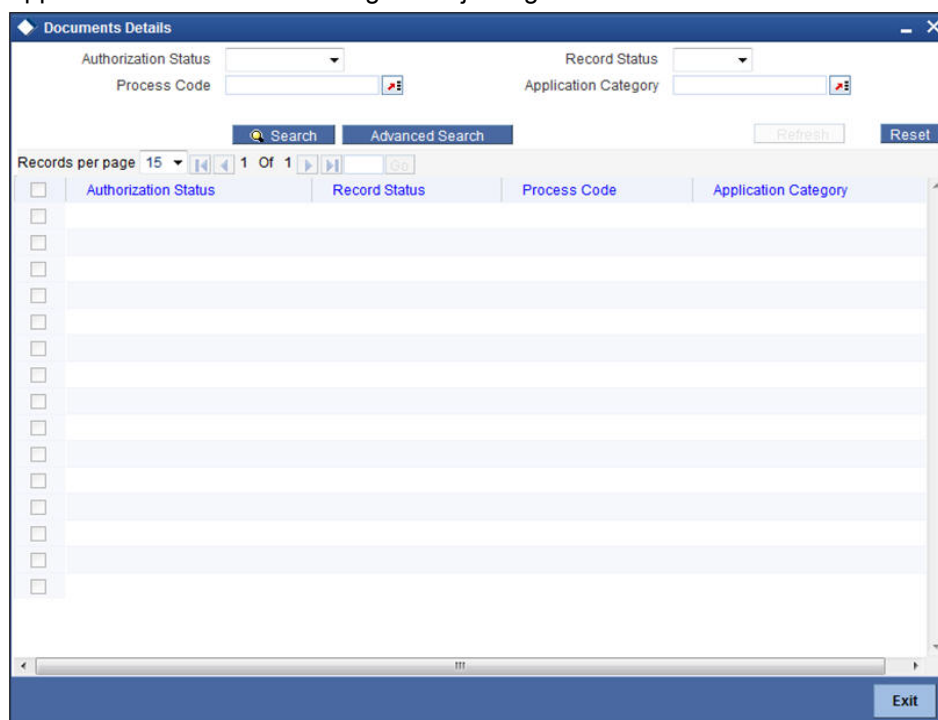 Documents Details
Authorization Status Record Status
Process Code Application Category
Search Advanced Search Refresh Reset
Records per page 15 1 Of 1 Go
Authorization Status Record Status Process Code Application Category
Exit